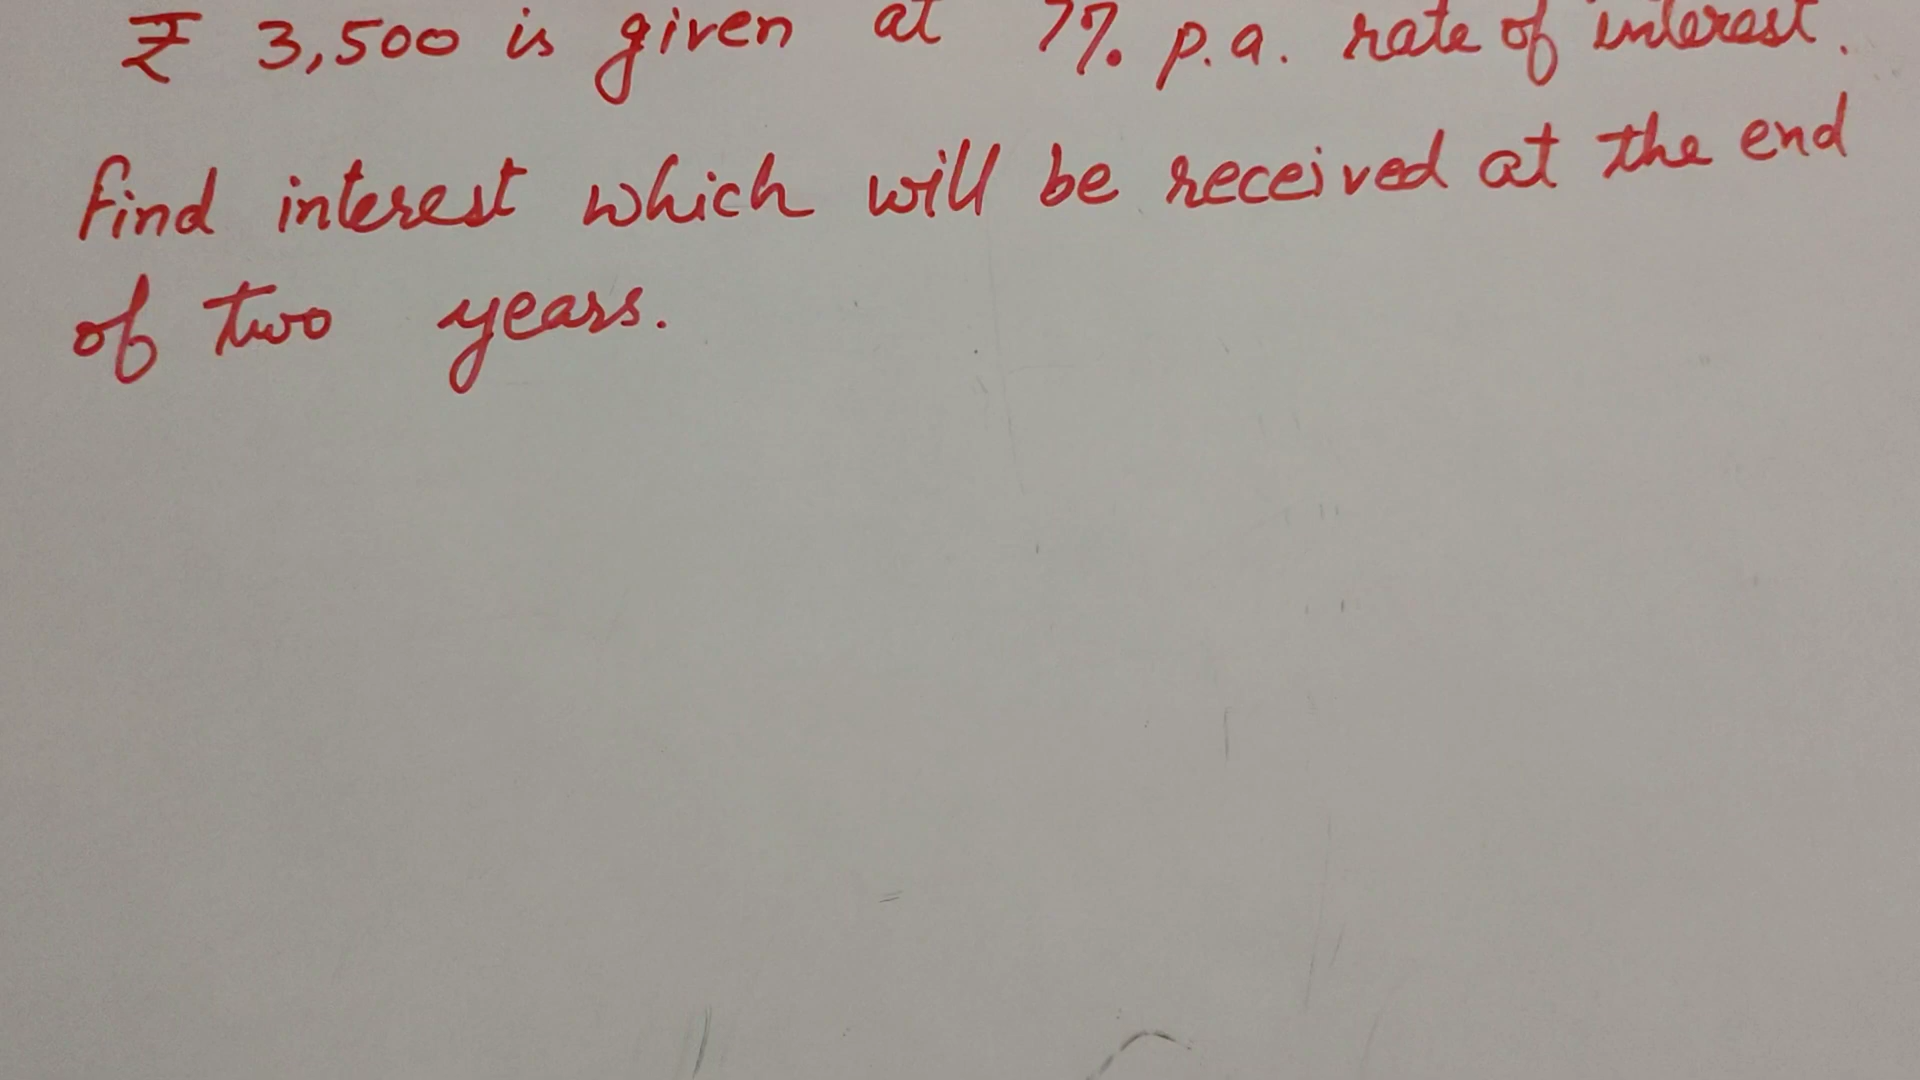 ₹ 3,500 is given at 7% p.a. rate of interest.
Find interest which will be received at the end
of two years.